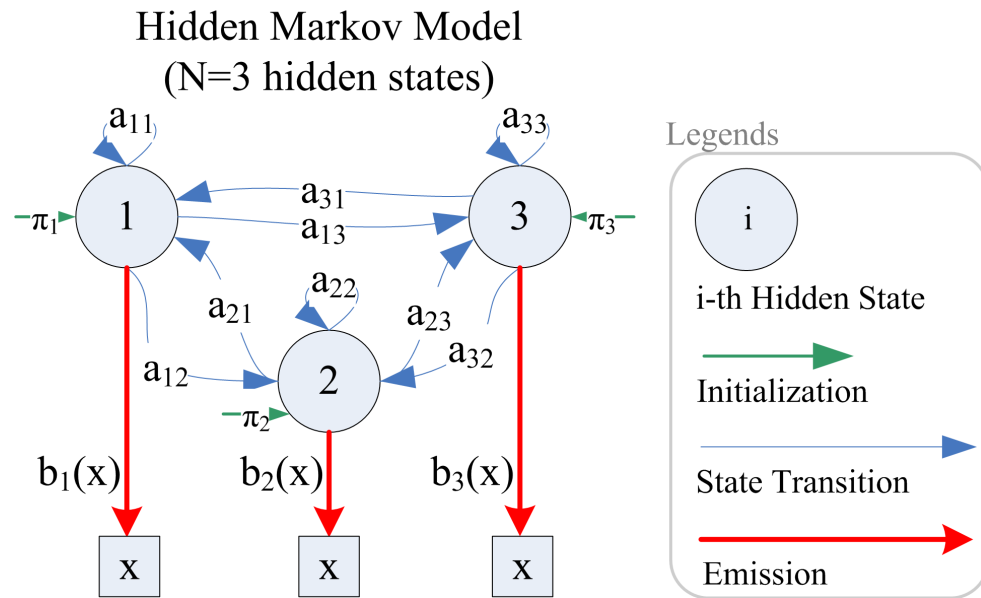 Hidden Markov Model
(N=3 hidden states)
a₁₁
a₃₃
Legends
1
3
i
π₁
a₃₁
a₁₃
π₃
a₂₂
a₂₁
a₂₃
i-th Hidden State
a₁₂
a₃₂
2
π₂
Initialization
b₁(x)
b₂(x)
b₃(x)
State Transition
x
x
x
Emission